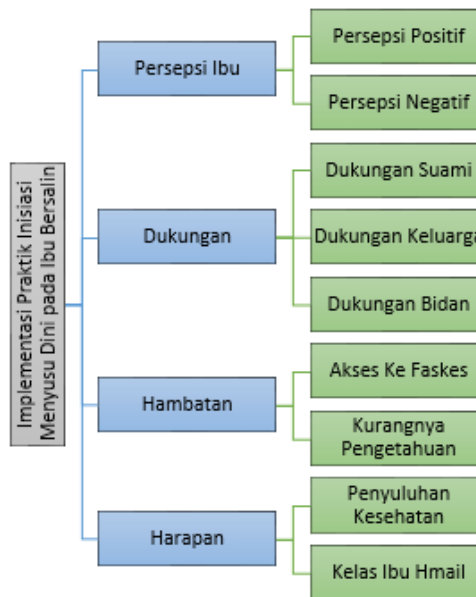 Implementasi Praktik Inisiasi
Menyusu Dini pada Ibu Bersalin
Persepsi Ibu
Persepsi Positif
Persepsi Negatif
Dukungan
Dukungan Suami
Dukungan Keluarga
Dukungan Bidan
Hambatan
Akses Ke Faskes
Kurangnya
Pengetahuan
Harapan
Penyuluhan
Kesehatan
Kelas Ibu Hmail